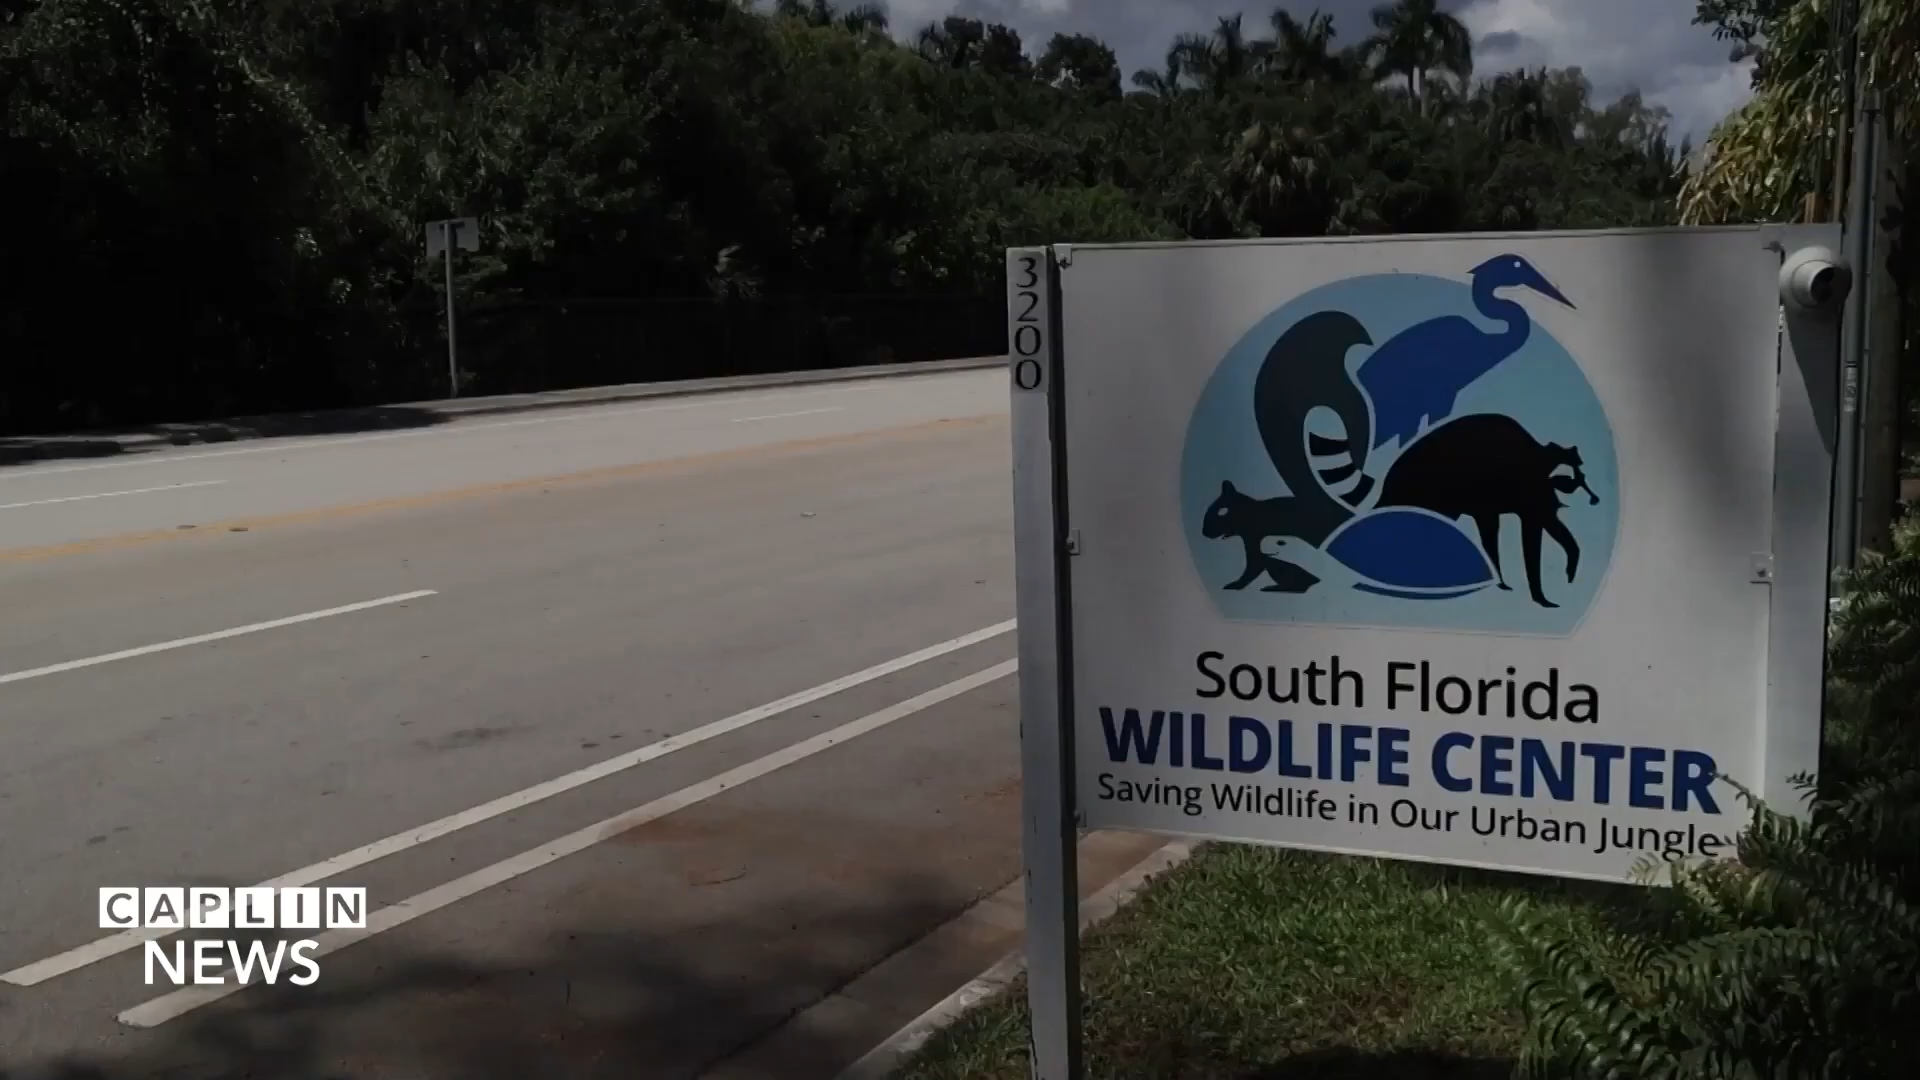 3200
South Florida
WILDLIFE CENTER
Saving Wildlife in Our Urban Jungle
CAPLIN
NEWS